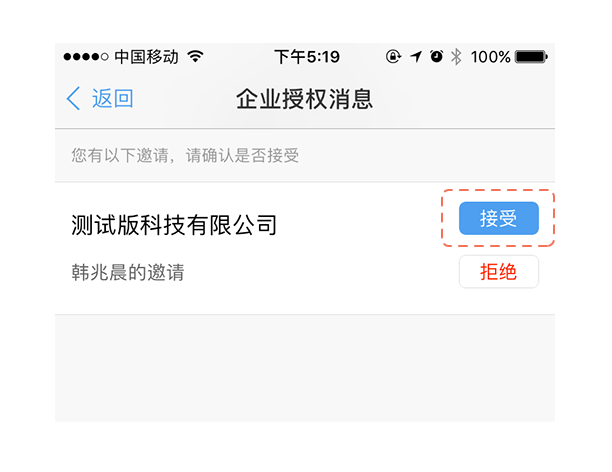 中国移动 下午5:19 100%
返回 企业授权消息
您有以下邀请，请确认是否接受
测试版科技有限公司 接受
韩兆晨的邀请 拒绝